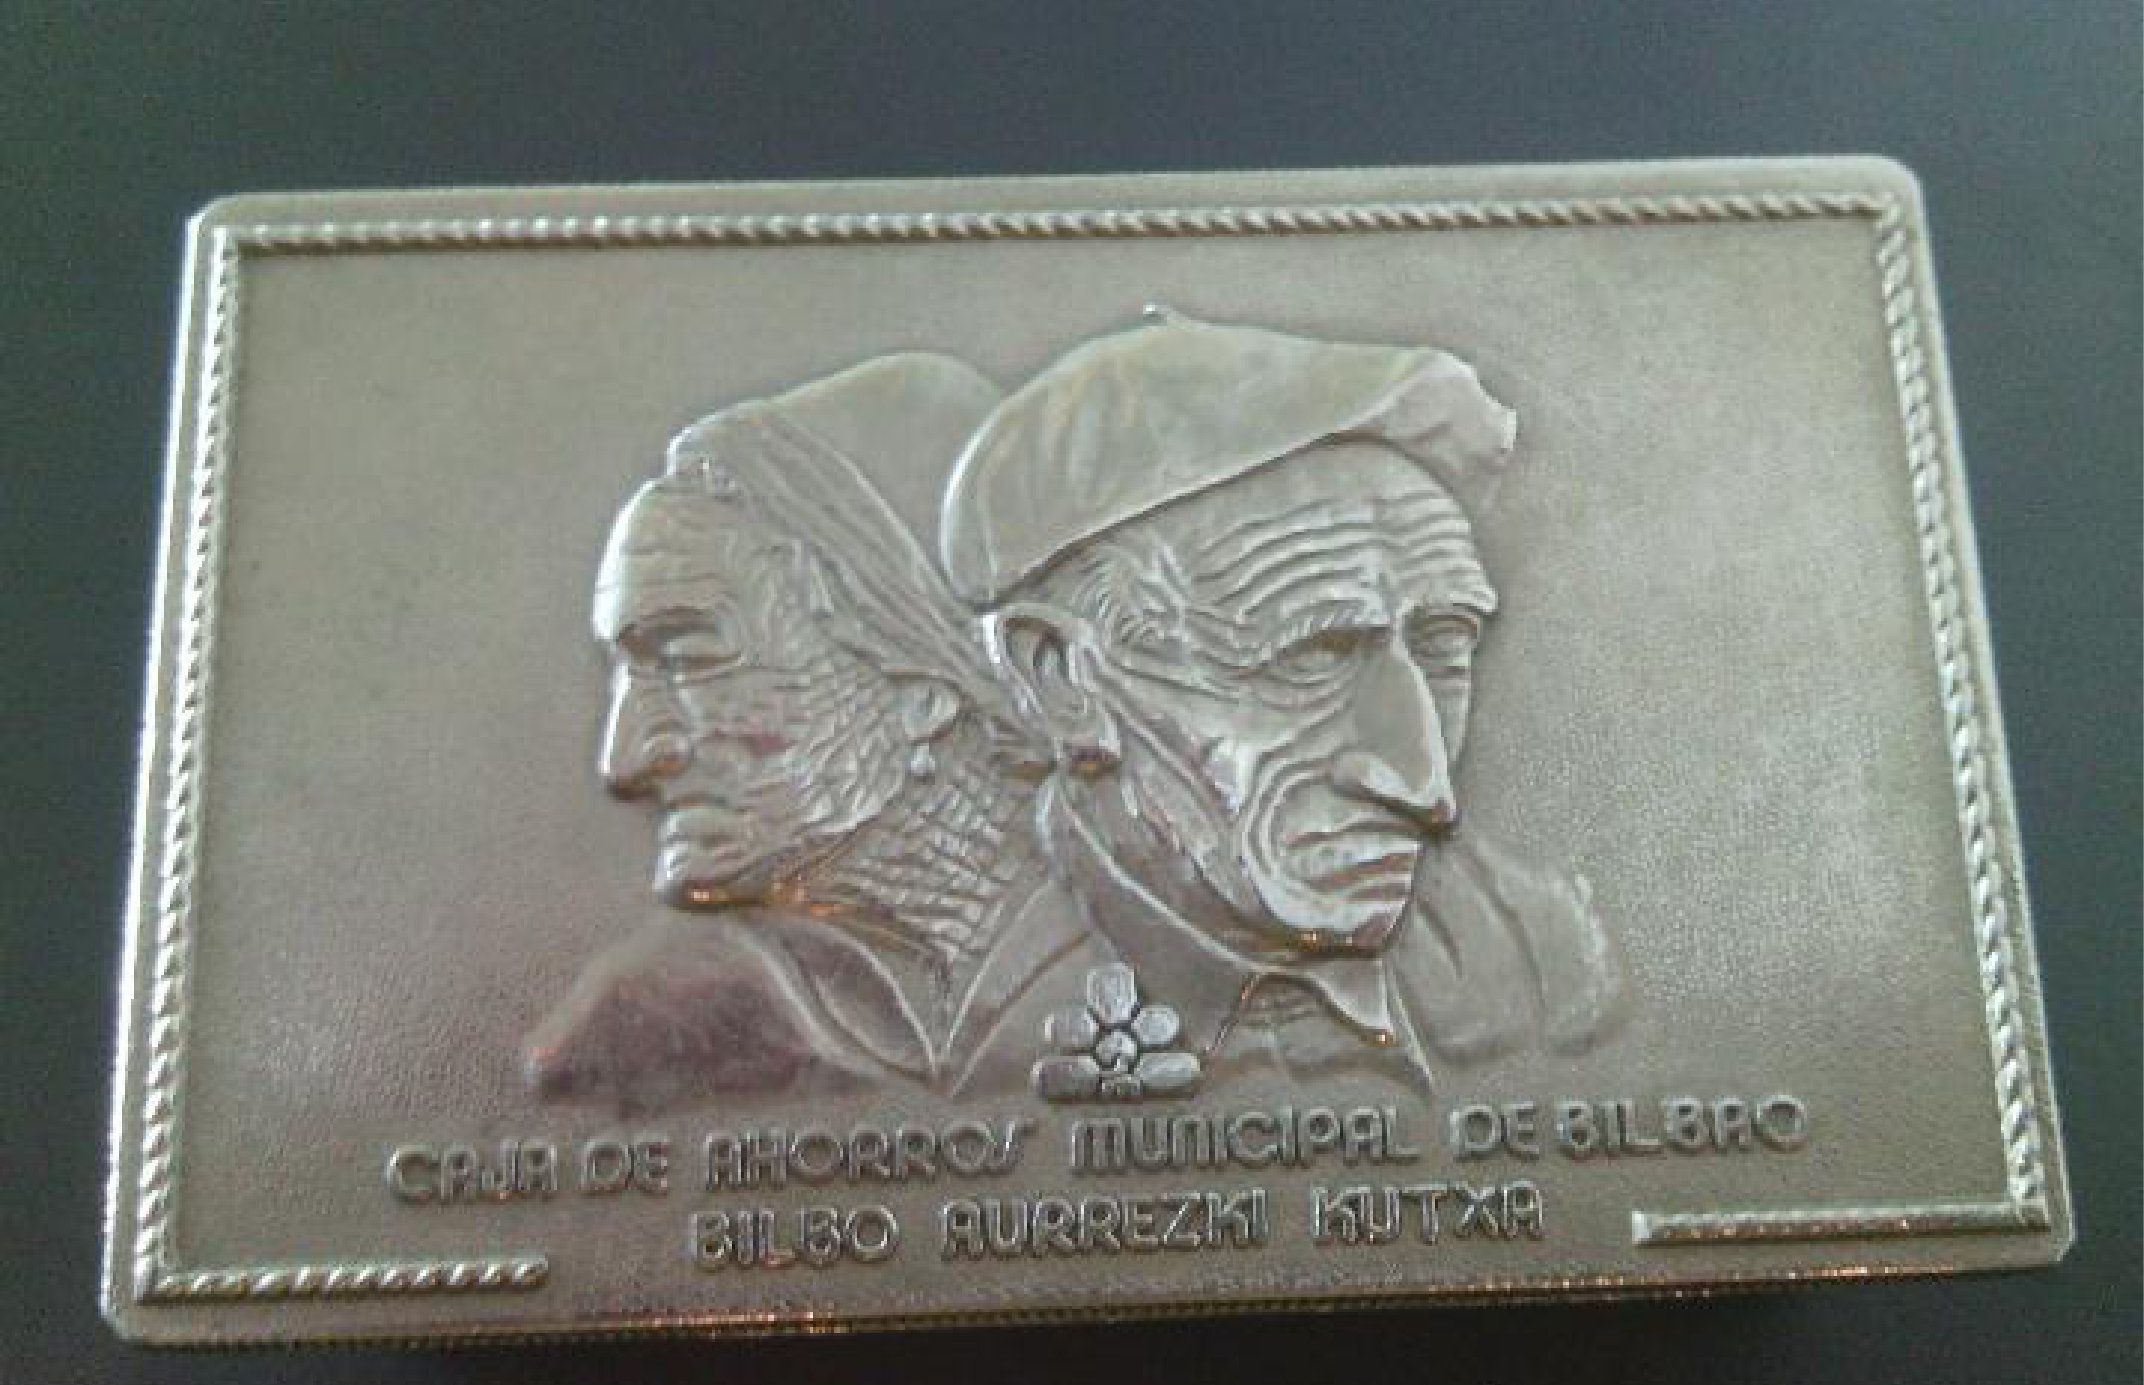 CAJA DE AHORROS MUNICIPAL DE BILBAO
BILBO AURREZKI KUTXA